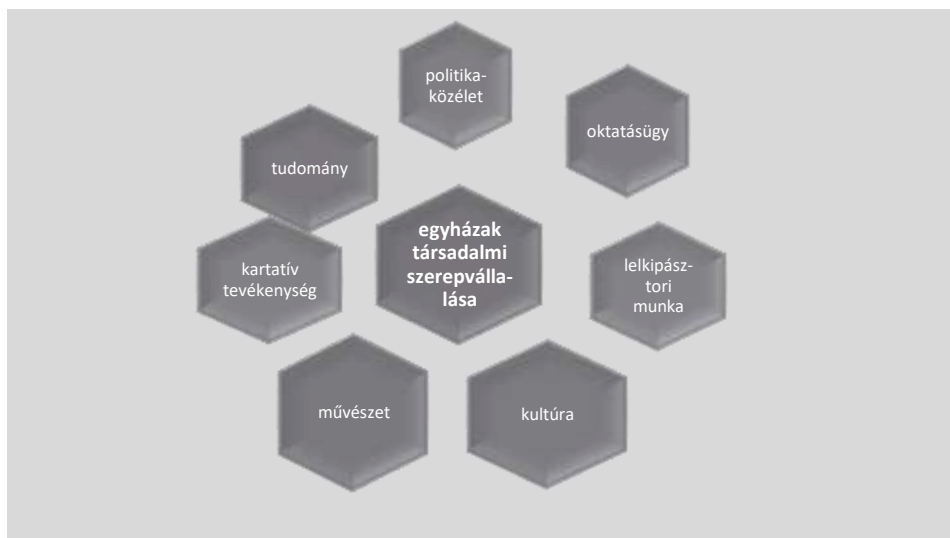 politika-
közélet
oktatásügy
tudomány
egyházak
társadalmi
szerepválla-
lása
kartatív
tevékenység
lelkipász-
tori
munka
művészet
kultúra